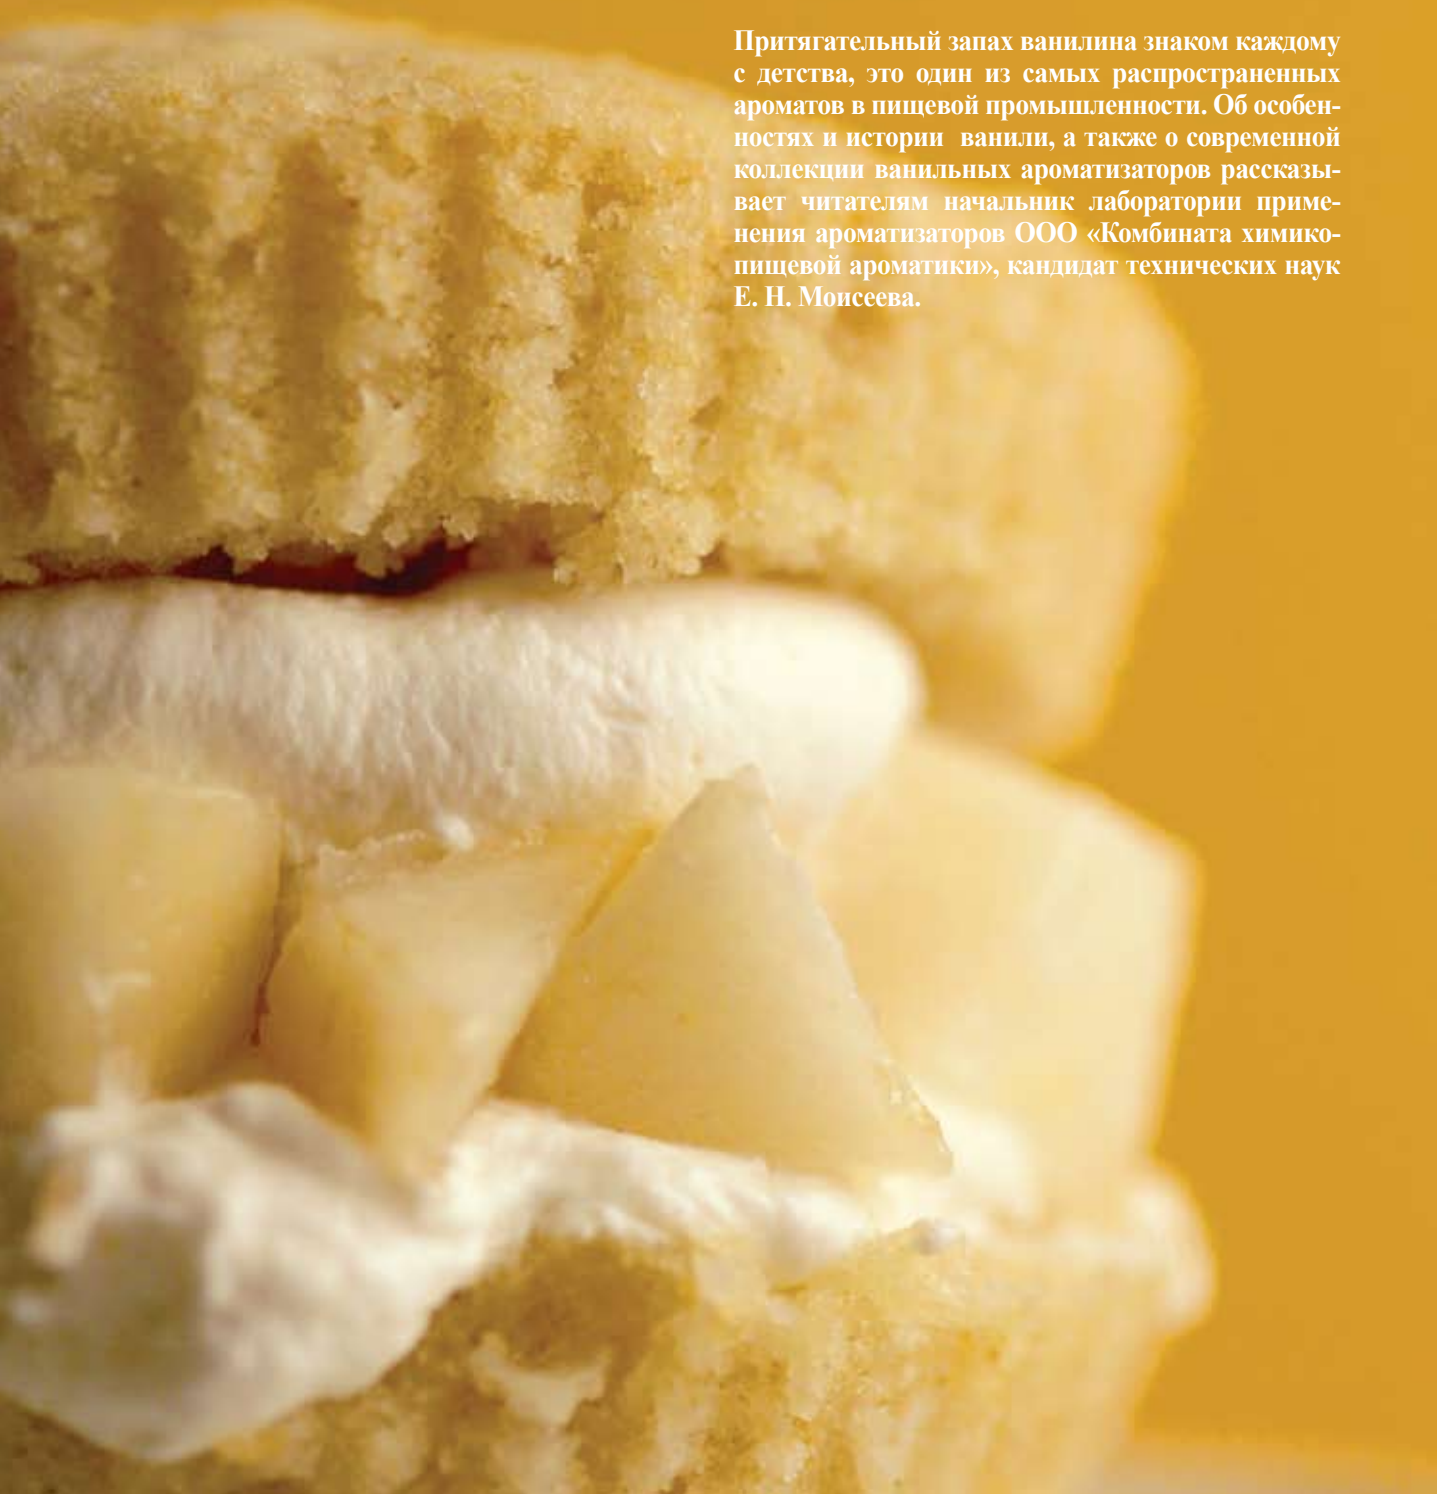 Притягательный запах ванилина знаком каждому
с детства, это один из самых распространенных
ароматов в пищевой промышленности. Об особен-
ностях и истории ванили, а также о современной
коллекции ванильных ароматизаторов рассказы-
вает читателям начальник лаборатории приме-
нения ароматизаторов ООО «Комбината химико-
пищевой ароматики», кандидат технических наук
Е. Н. Моисеева.